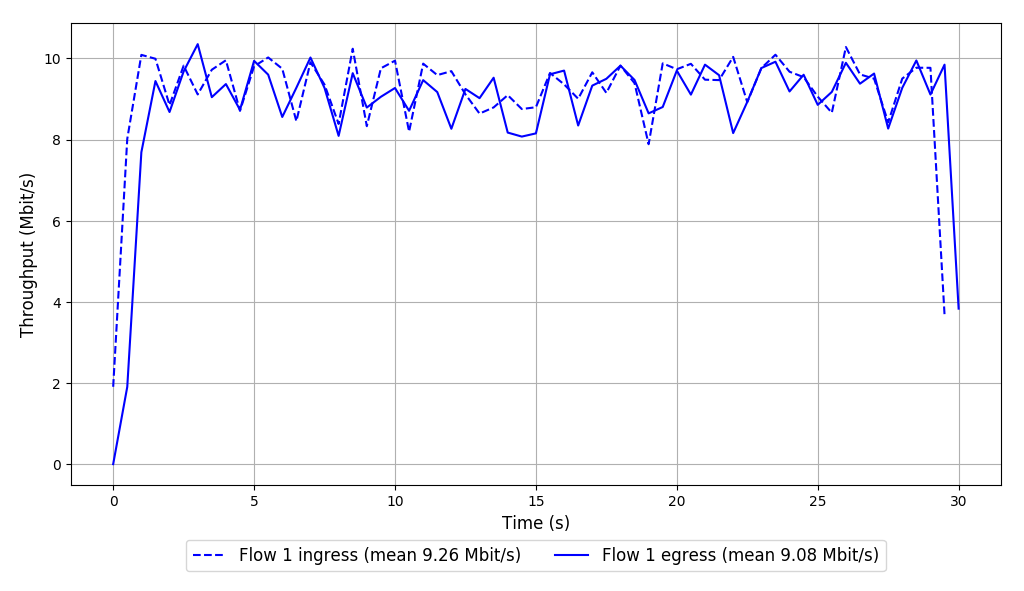 Throughput (Mbit/s)
10
8
6
4
2
0
0 5 10 15 20 25 30
Time (s)
Flow 1 ingress (mean 9.26 Mbit/s) Flow 1 egress (mean 9.08 Mbit/s)